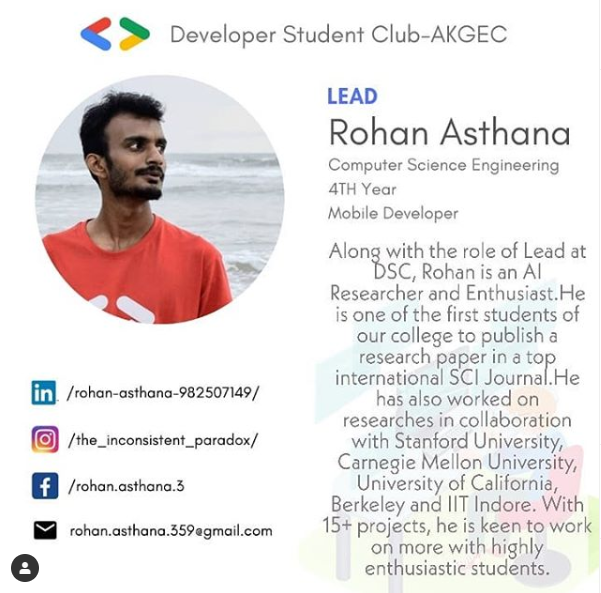 Developer Student Club-AKGEC
LEAD
Rohan Asthana
Computer Science Engineering
4TH Year
Mobile Developer
Along with the role of Lead at
DSC, Rohan is an AI
Researcher and Enthusiast.He
is one of the first students of
our college to publish a
research paper in a top
international SCI Journal.He
has also worked on
researches in collaboration
with Stanford University,
Carnegie Mellon University,
University of California,
Berkeley and IIT Indore. With
15+ projects, he is keen to work
on more with highly
enthusiastic students.
in /rohan-asthana-982507149/
/the_inconsistent_paradox/
f /rohan.asthana.3
rohan.asthana.359@gmail.com